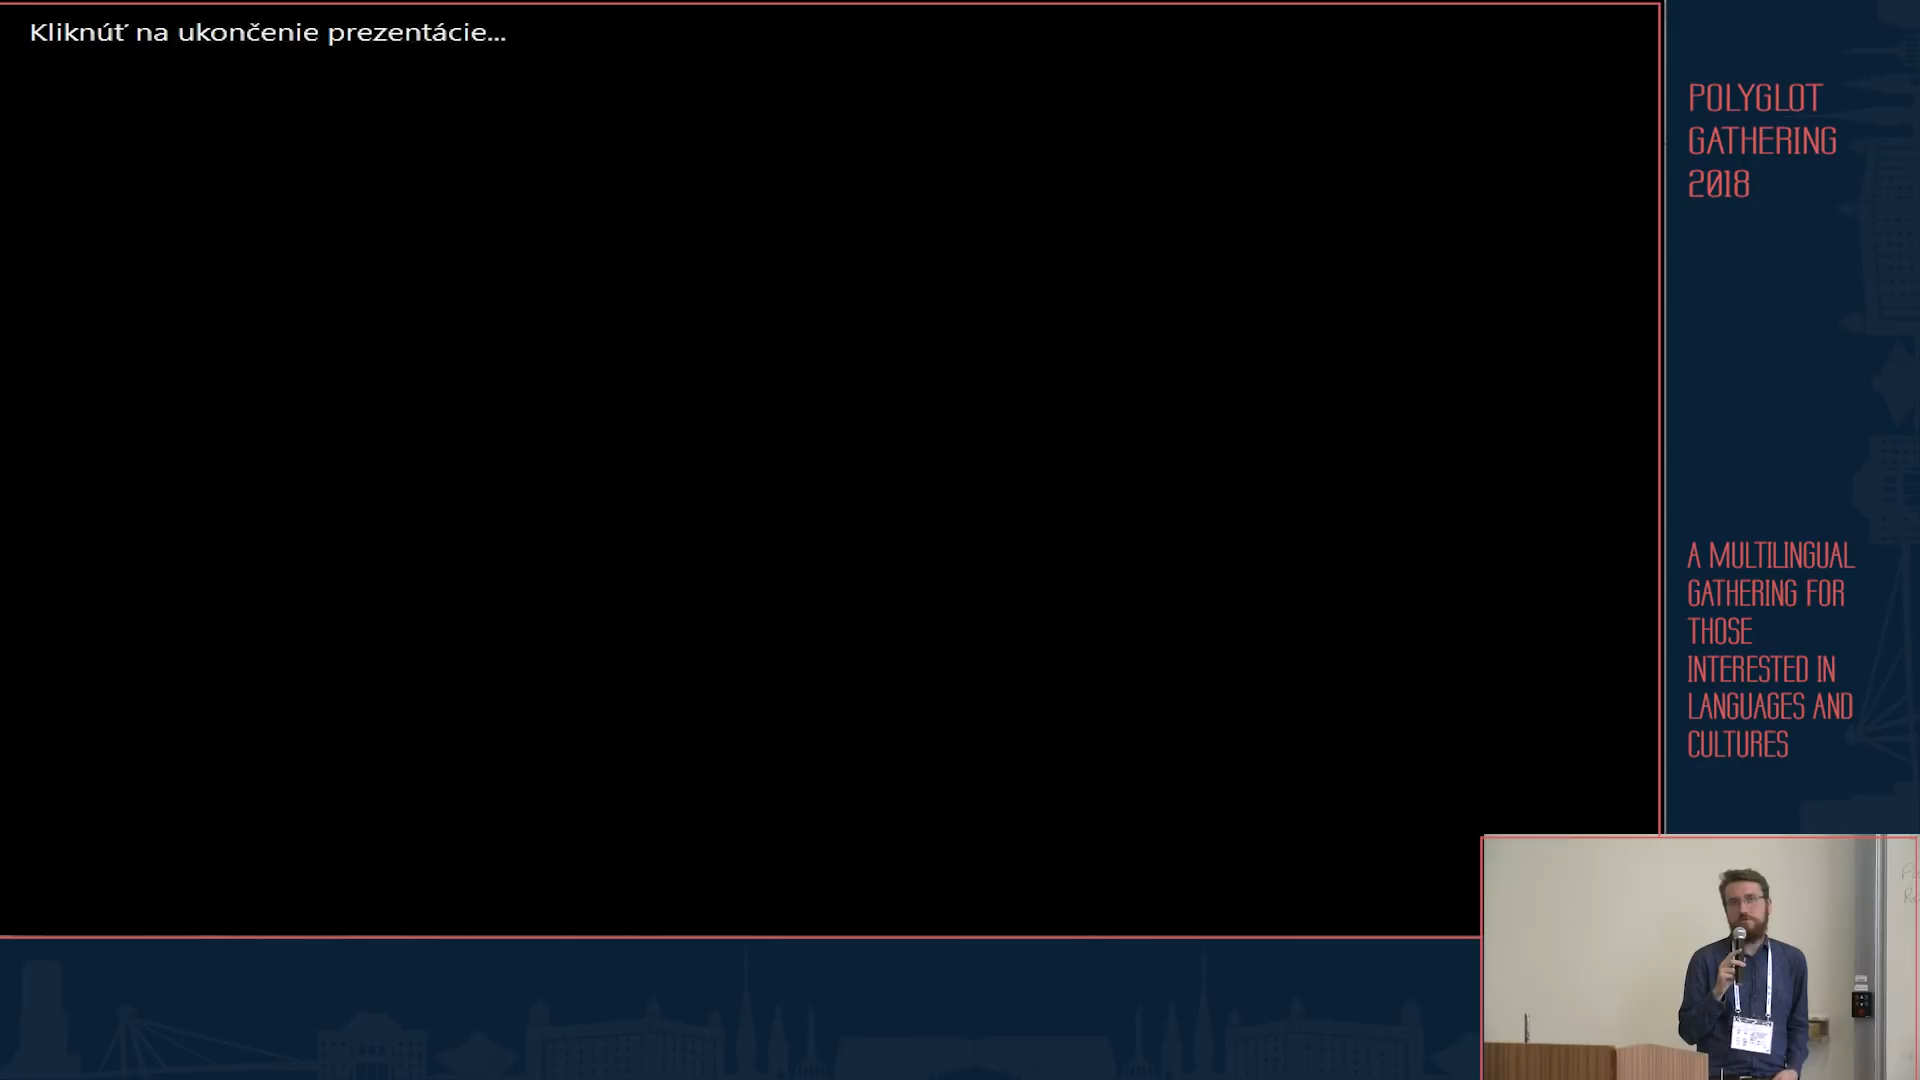 Kliknúť na ukončenie prezentácie...
POLYGLOT
GATHERING
2018
A MULTILINGUAL
GATHERING FOR
THOSE
INTERESTED IN
LANGUAGES AND
CULTURES